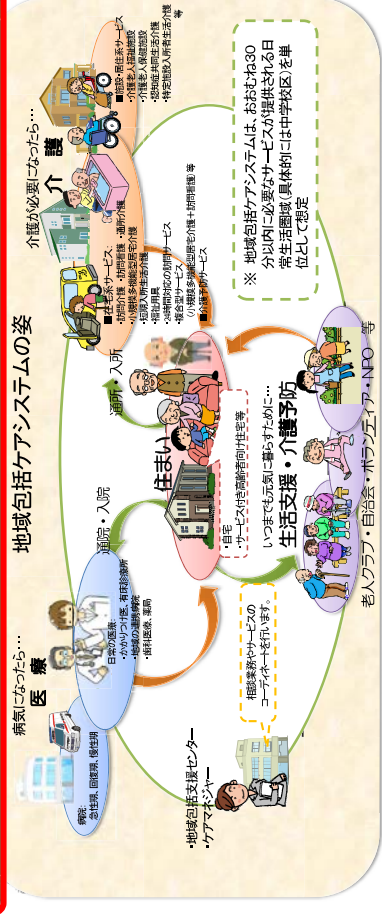 地域包括ケアシステムの姿
病気になったら…
医 療
病院:
急性期、回復期、慢性期
日常の医療:
・かかりつけ医、有床診療所
・地域の連携病院
・歯科医療、薬局
通院・入院
通所・入所
介護が必要になったら…
介 護
■在宅系サービス:
・訪問介護 ・訪問看護 ・通所介護
・小規模多機能型居宅介護
・短期入所生活介護
・福祉用具
・24時間対応の訪問サービス
・複合型サービス
(小規模多機能型居宅介護+訪問看護)等
■介護予防サービス
■施設・居住系サービス
・介護老人福祉施設
・介護老人保健施設
・認知症共同生活介護
・特定施設入所者生活介護
等
住まい
・自宅
・サービス付き高齢者向け住宅等
・地域包括支援センター
・ケアマネジャー
相談業務やサービスの
コーディネートを行います。
いつまでも元気に暮らすために…
生活支援・介護予防
老人クラブ・自治会・ボランティア・NPO 等
※ 地域包括ケアシステムは、おおむね30
分以内に必要なサービスが提供される日
常生活圏域(具体的には中学校区)を単
位として想定